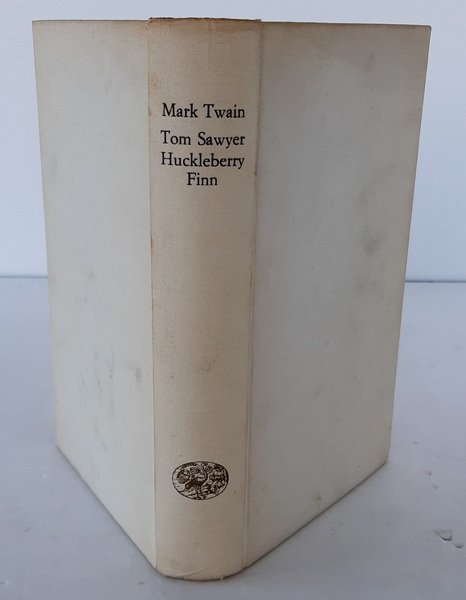 Mark Twain
Tom Sawyer
Huckleberry
Finn